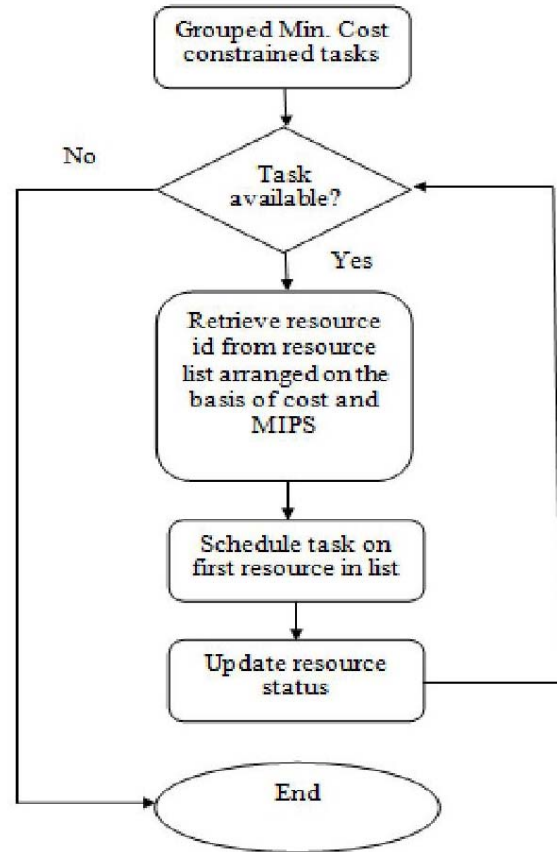 Grouped Min. Cost
constrained tasks
No
Task
available?
Yes
Retrieve resource
id from resource
list arranged on the
basis of cost and
MIPS
Schedule task on
first resource in list
Update resource
status
End